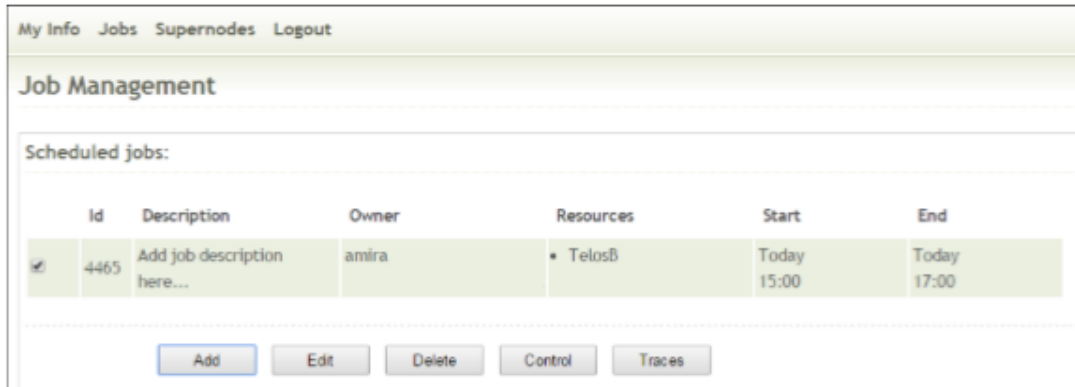 My Info Jobs Supernodes Logout
Job Management
Scheduled jobs:
Id Description Owner Resources Start End
4465 Add job description here... amira • TelosB Today 15:00 Today 17:00
Add Edit Delete Control Traces